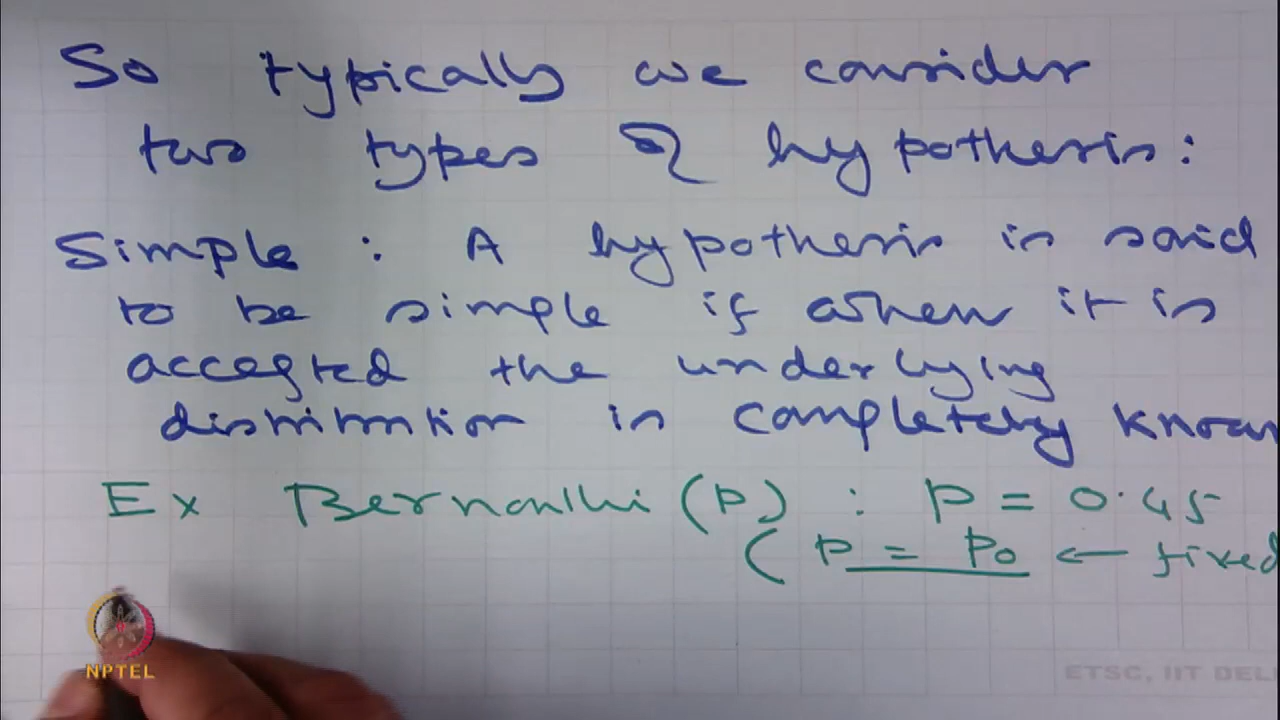 So typically we consider
two types of hypothesis:
Simple : A hypothesis is said
to be simple if when it is
accepted the underlying
distribution is completely known
Ex Bernoulli (p) : p = 0.45
( p = p0 ← fixed
NPTEL
ETSC, IIT DEL